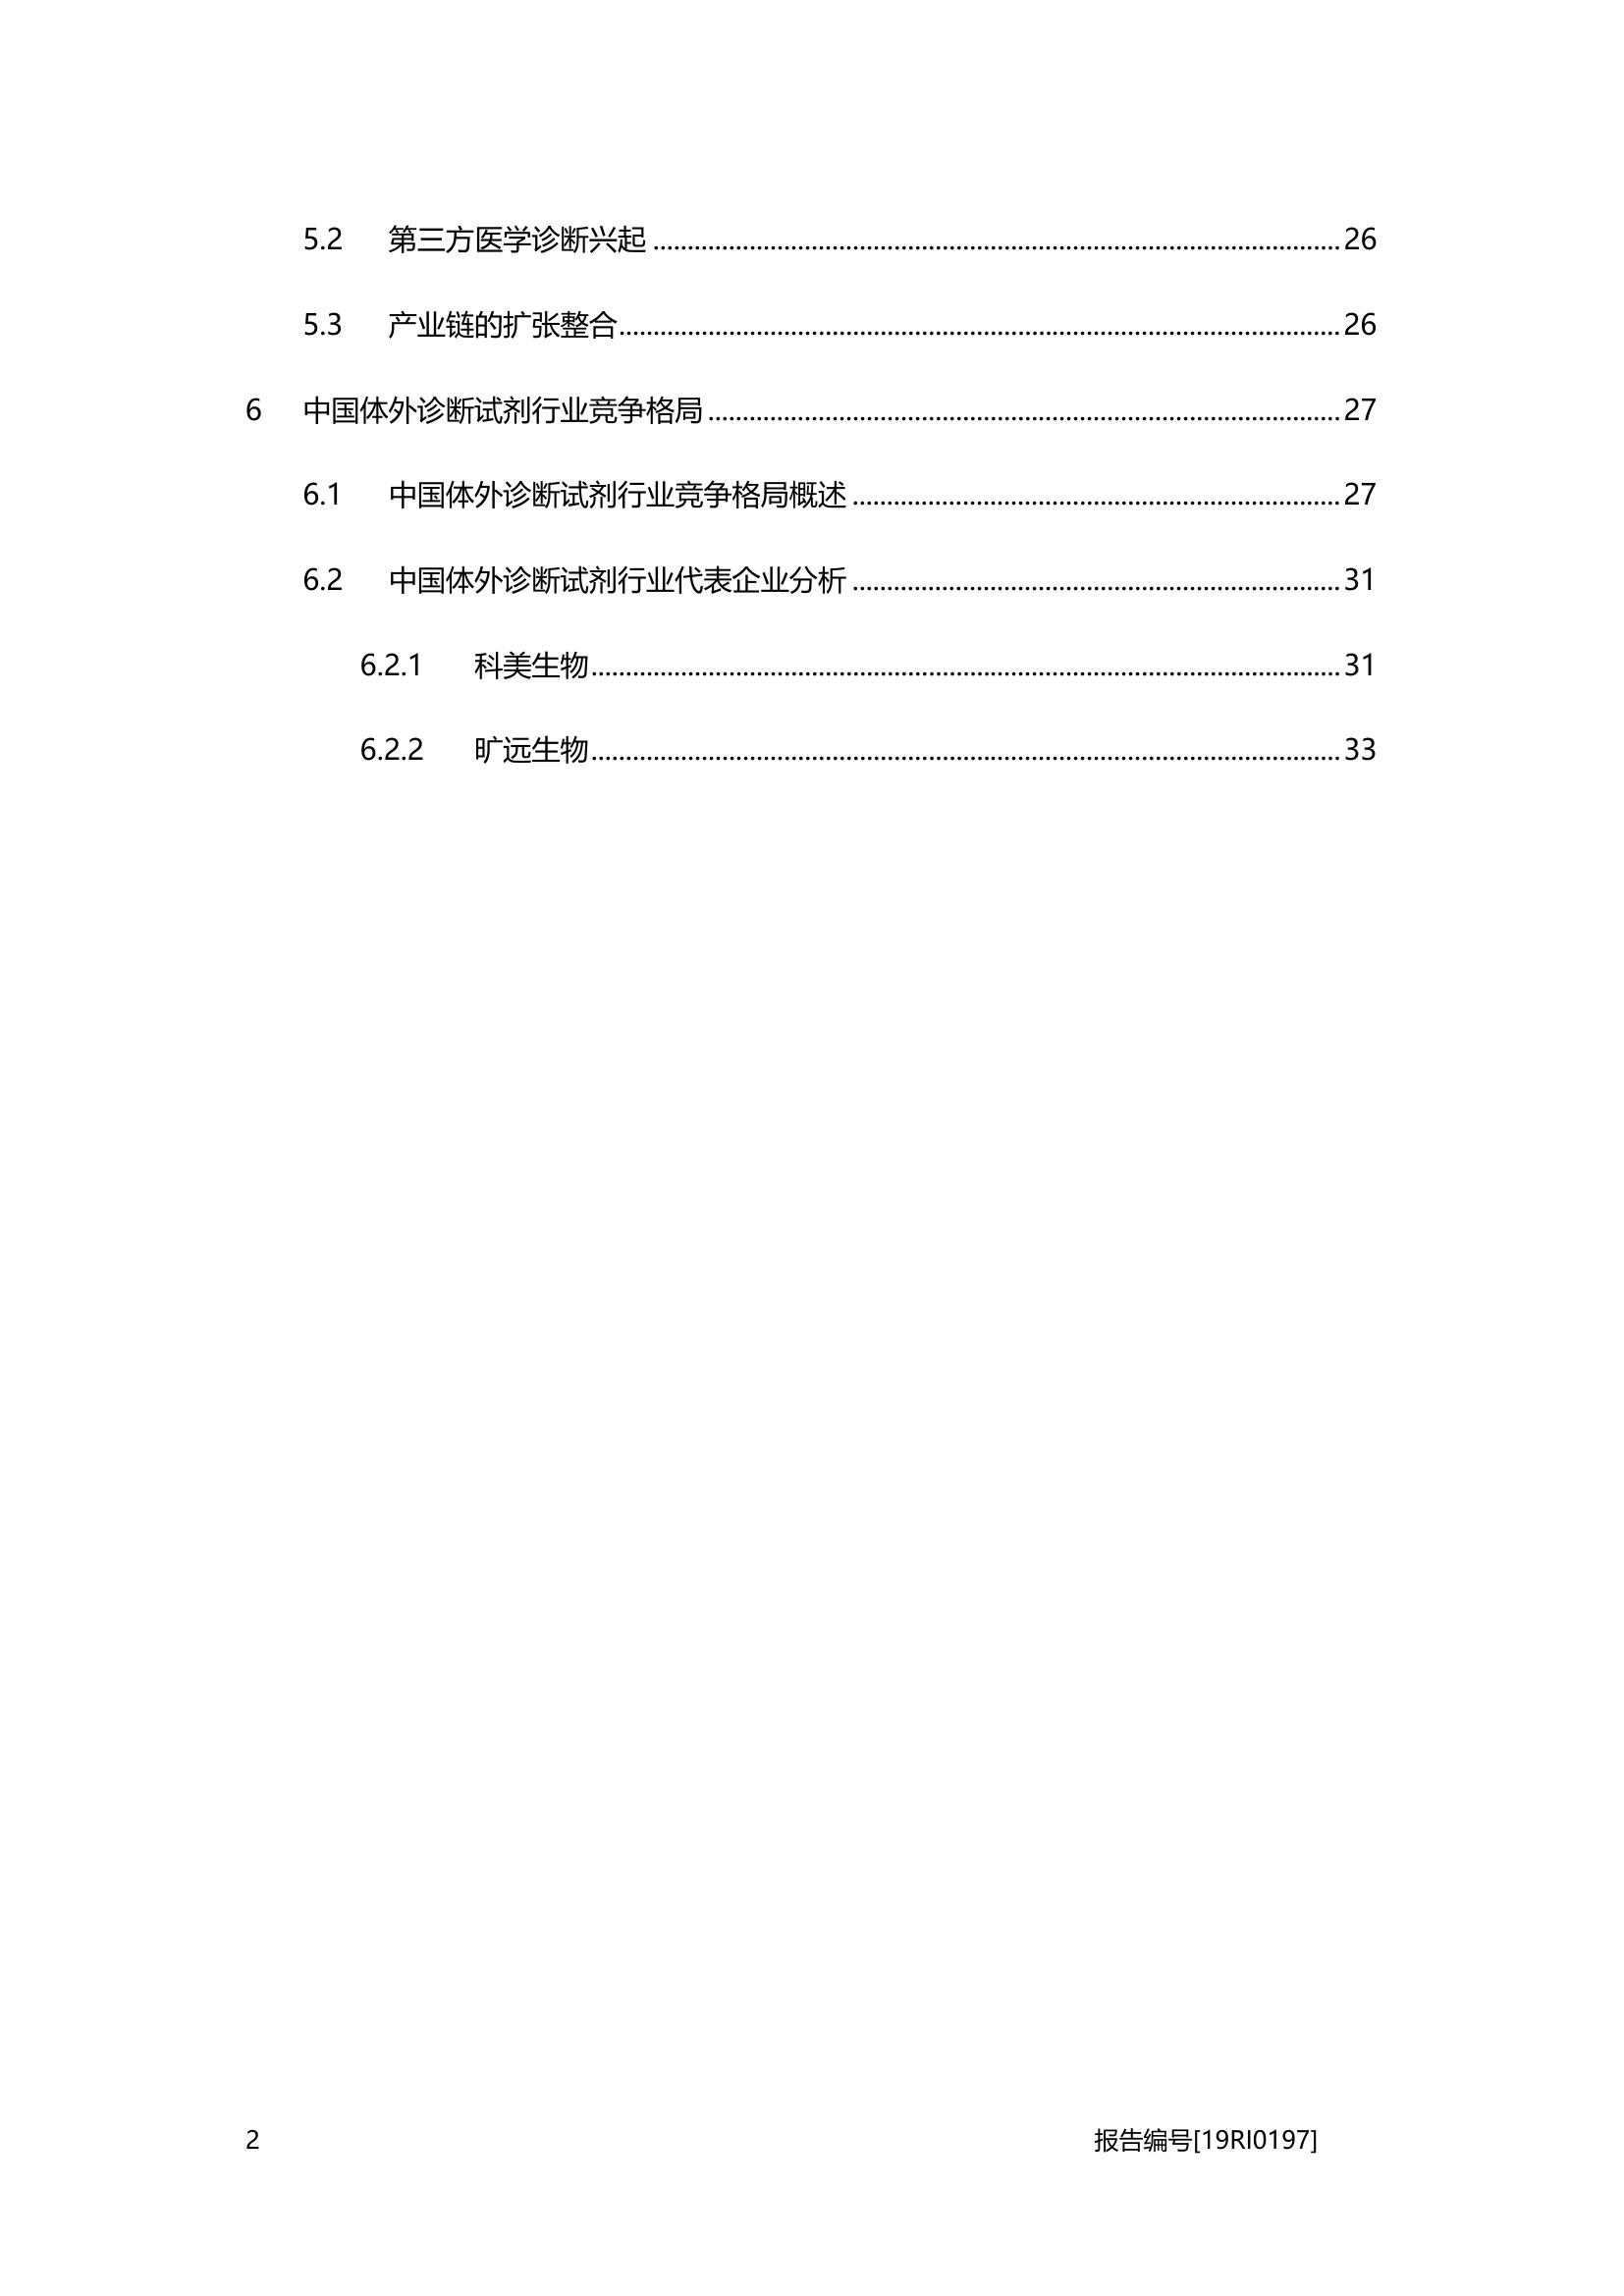 5.2 第三方医学诊断兴起 ........................................ 26
5.3 产业链的扩张整合 ........................................ 26
6 中国体外诊断试剂行业竞争格局 ........................................ 27
6.1 中国体外诊断试剂行业竞争格局概述 ........................................ 27
6.2 中国体外诊断试剂行业代表企业分析 ........................................ 31
6.2.1 科美生物 ........................................ 31
6.2.2 旷远生物 ........................................ 33
2 报告编号[19RI0197]